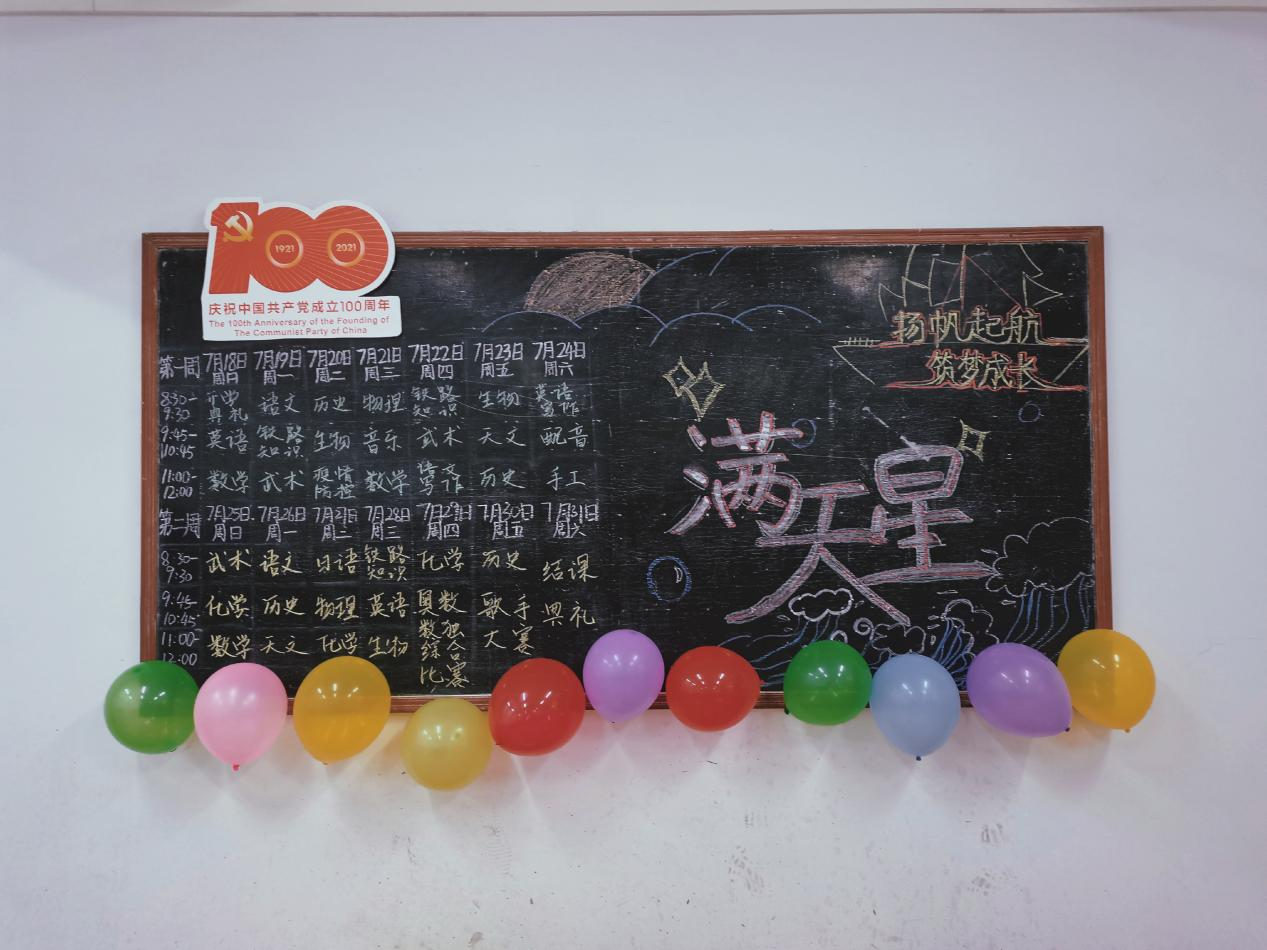 1921 2021
庆祝中国共产党成立100周年
The 100th Anniversary of the Founding of
The Communist Party of China
扬帆起航
筑梦成长
满天星
第一周 7月18日 7月19日 7月20日 7月21日 7月22日 7月23日 7月24日
周日 周一 周二 周三 周四 周五 周六
8:30-9:30 开学典礼 语文 历史 物理 铁路知识 生物 英语写作
9:45-10:45 英语 铁路知识 生物 音乐 武术 天文 配音
11:00-12:00 数学 武术 疫情防控 数学 语文写作 历史 手工
第二周 7月25日 7月26日 7月27日 7月28日 7月29日 7月30日 7月31日
周日 周一 周二 周三 周四 周五 周六
8:30-9:30 武术 语文 日语 铁路知识 化学 历史 结课
9:45-10:45 化学 历史 物理 英语 奥数 歌手 典礼
11:00-12:00 数学 天文 化学 生物 数独综合比赛 大赛